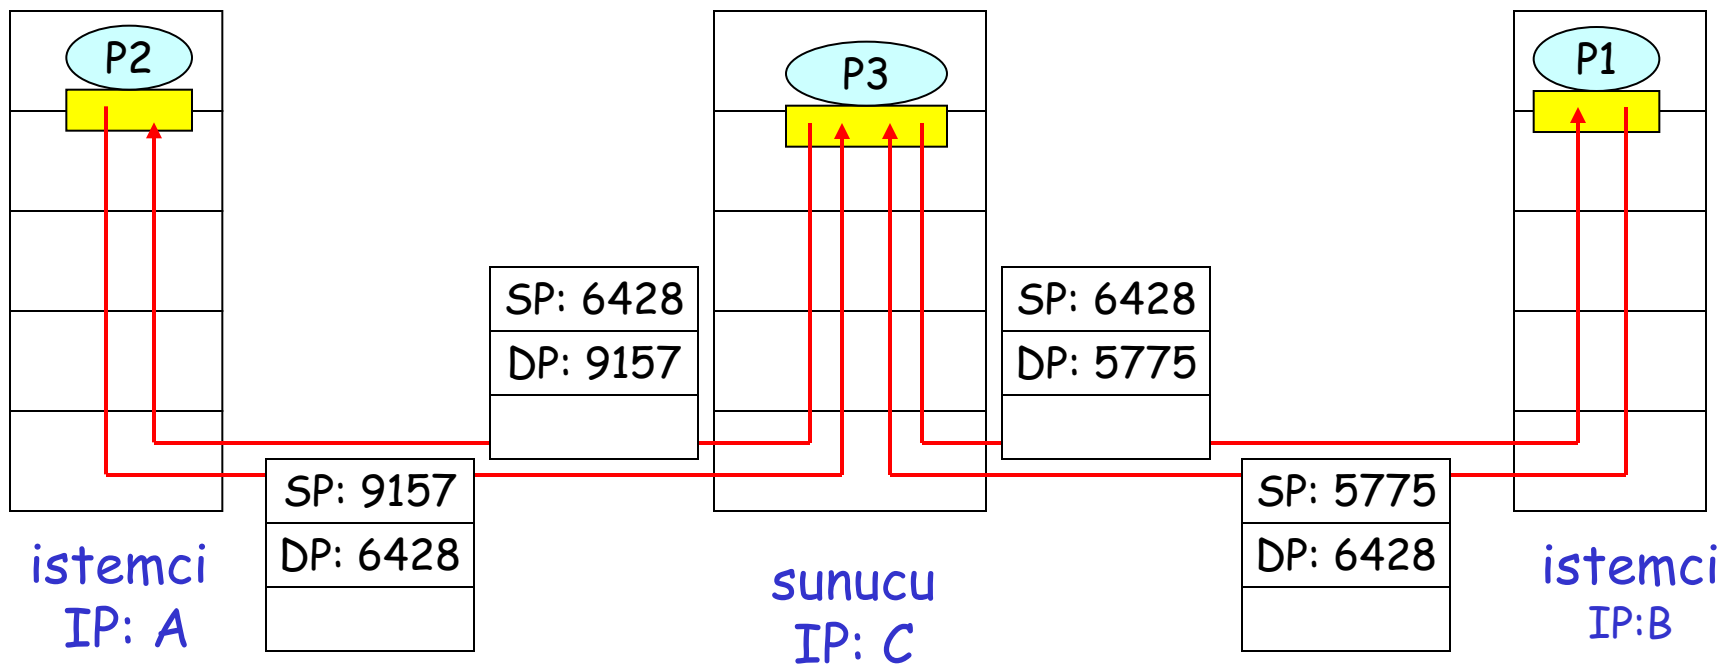 P2
P3
P1
SP: 6428
DP: 9157
SP: 6428
DP: 5775
SP: 9157
DP: 6428
SP: 5775
DP: 6428
istemci
IP: A
sunucu
IP: C
istemci
IP:B